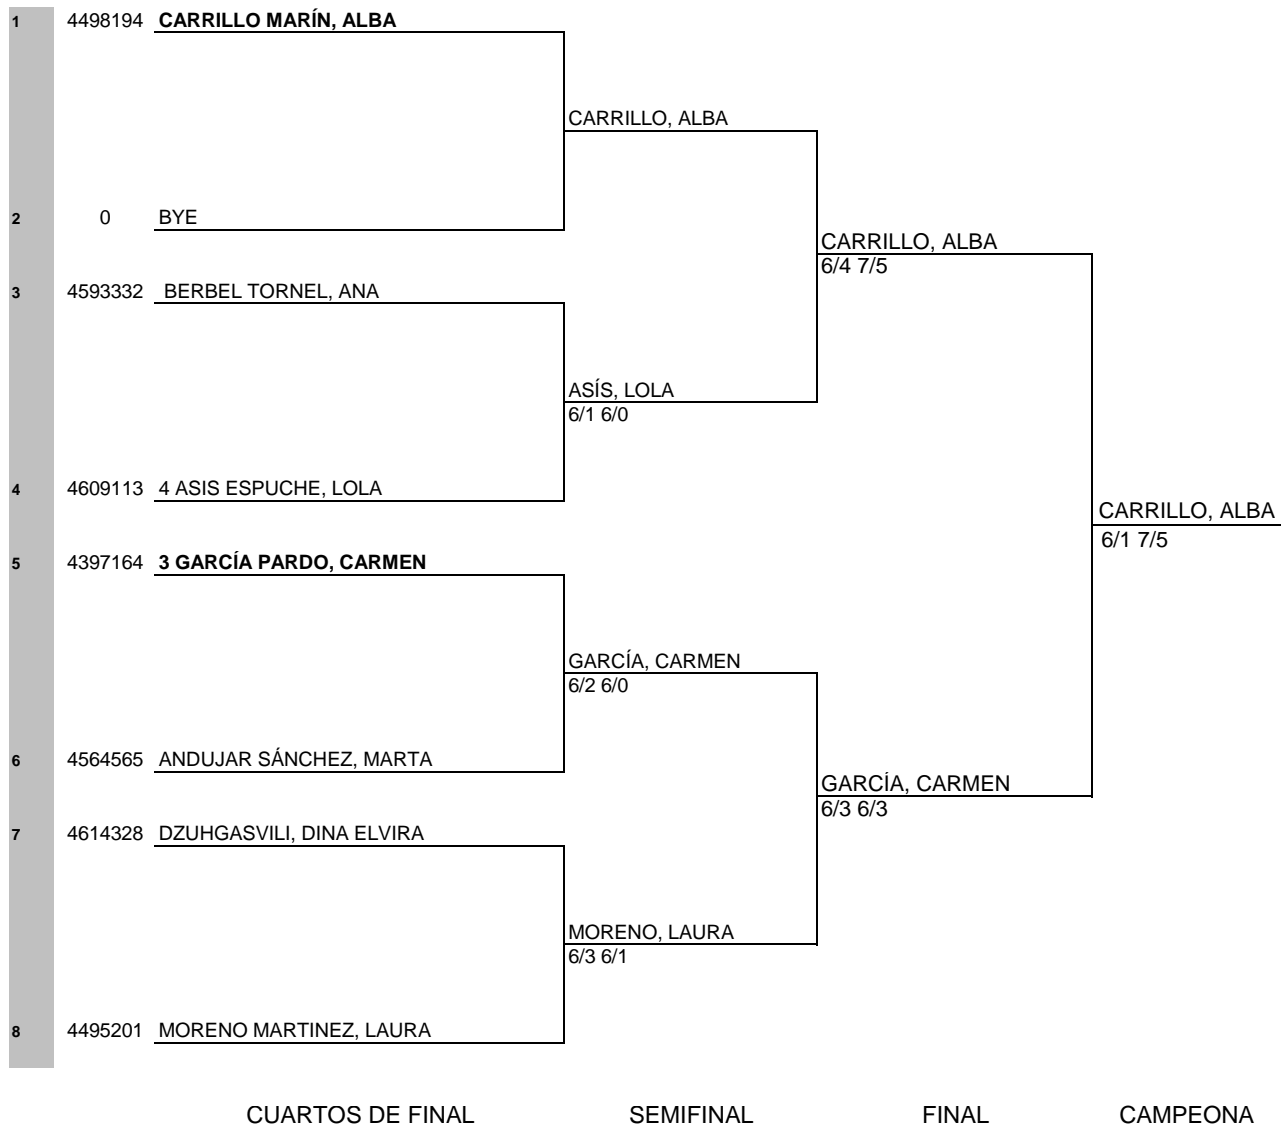 1 4498194 CARRILLO MARÍN, ALBA
CARRILLO, ALBA
2 0 BYE
CARRILLO, ALBA
6/4 7/5
3 4593332 BERBEL TORNEL, ANA
ASÍS, LOLA
6/1 6/0
4 4609113 4 ASIS ESPUCHE, LOLA
CARRILLO, ALBA
6/1 7/5
5 4397164 3 GARCÍA PARDO, CARMEN
GARCÍA, CARMEN
6/2 6/0
6 4564565 ANDUJAR SÁNCHEZ, MARTA
GARCÍA, CARMEN
6/3 6/3
7 4614328 DZUHGASVILI, DINA ELVIRA
MORENO, LAURA
6/3 6/1
8 4495201 MORENO MARTINEZ, LAURA
CUARTOS DE FINAL SEMIFINAL FINAL CAMPEONA